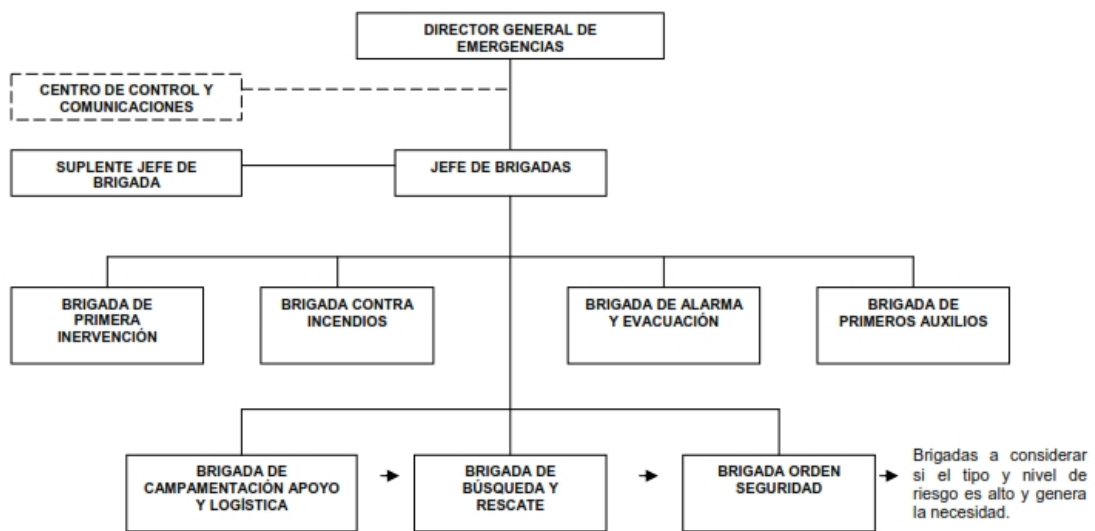 DIRECTOR GENERAL DE
EMERGENCIAS
CENTRO DE CONTROL Y
COMUNICACIONES
SUPLENTE JEFE DE
BRIGADA
JEFE DE BRIGADAS
BRIGADA DE
PRIMERA
INERVENCIÓN
BRIGADA CONTRA
INCENDIOS
BRIGADA DE ALARMA
Y EVACUACIÓN
BRIGADA DE
PRIMEROS AUXILIOS
BRIGADA DE
CAMPAMENTACIÓN APOYO
Y LOGÍSTICA
BRIGADA DE
BÚSQUEDA Y
RESCATE
BRIGADA ORDEN
SEGURIDAD
Brigadas a considerar
si el tipo y nivel de
riesgo es alto y genera
la necesidad.